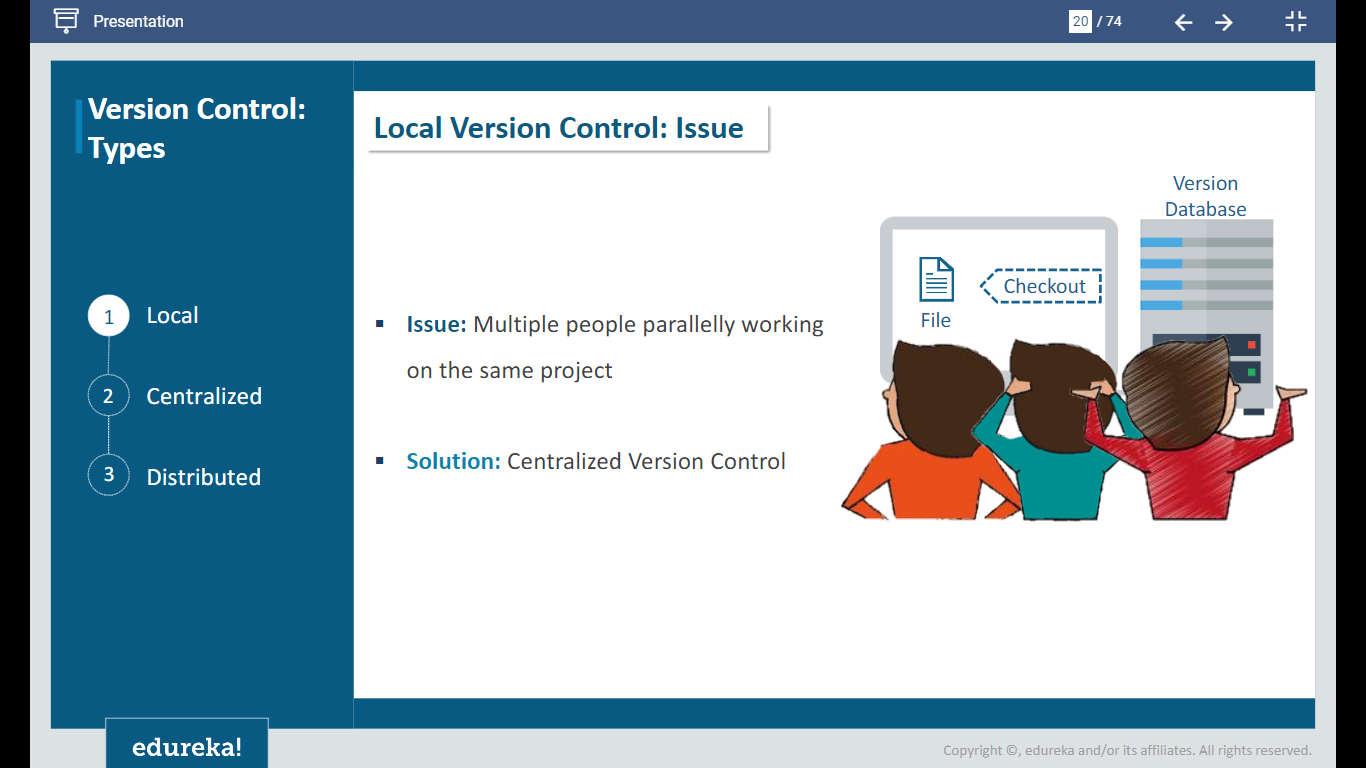 Presentation
20 / 74
Version Control:
Types
1 Local
2 Centralized
3 Distributed
Local Version Control: Issue
▪ Issue: Multiple people parallelly working
on the same project
▪ Solution: Centralized Version Control
Version
Database
Checkout
File
edureka!
Copyright ©, edureka and/or its affiliates. All rights reserved.